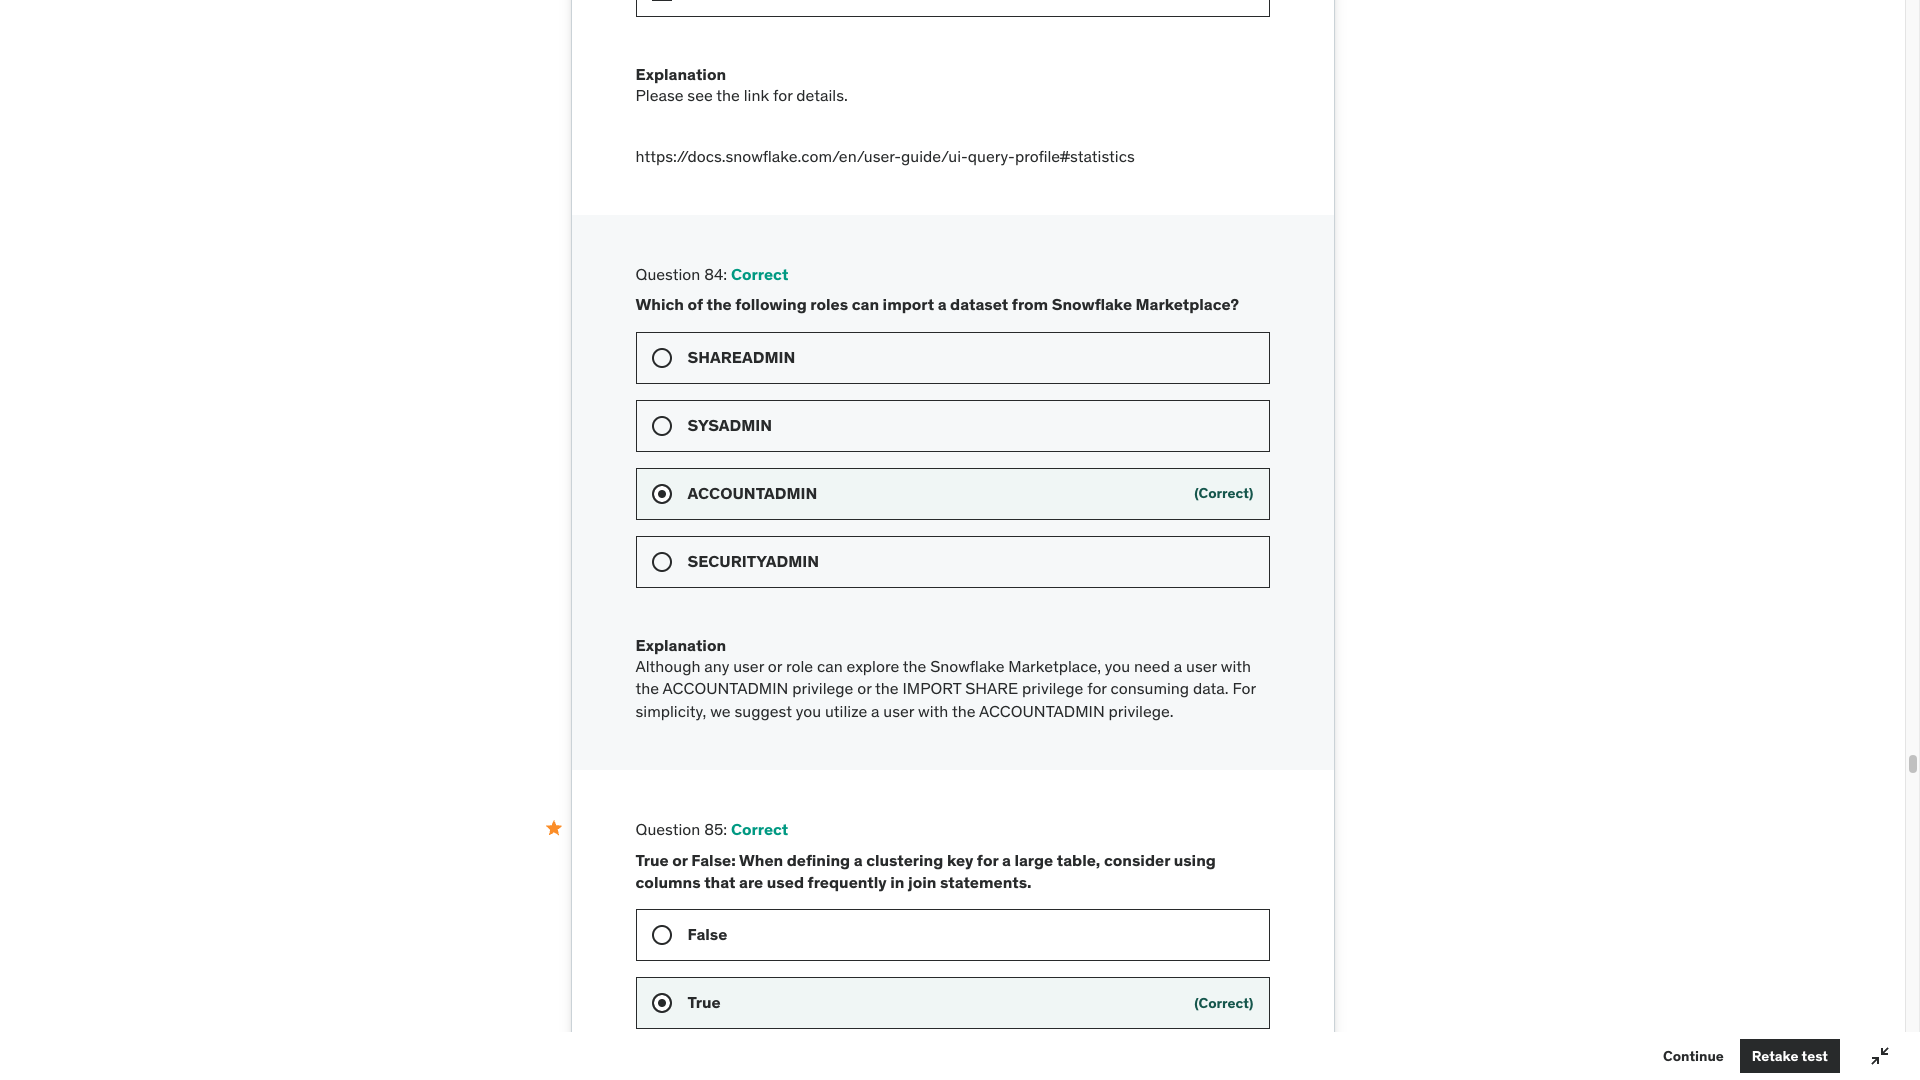 Explanation
Please see the link for details.
https://docs.snowflake.com/en/user-guide/ui-query-profile#statistics
Question 84: Correct
Which of the following roles can import a dataset from Snowflake Marketplace?
SHAREADMIN
SYSADMIN
ACCOUNTADMIN (Correct)
SECURITYADMIN
Explanation
Although any user or role can explore the Snowflake Marketplace, you need a user with
the ACCOUNTADMIN privilege or the IMPORT SHARE privilege for consuming data. For
simplicity, we suggest you utilize a user with the ACCOUNTADMIN privilege.
Question 85: Correct
True or False: When defining a clustering key for a large table, consider using
columns that are used frequently in join statements.
False
True (Correct)
Continue Retake test